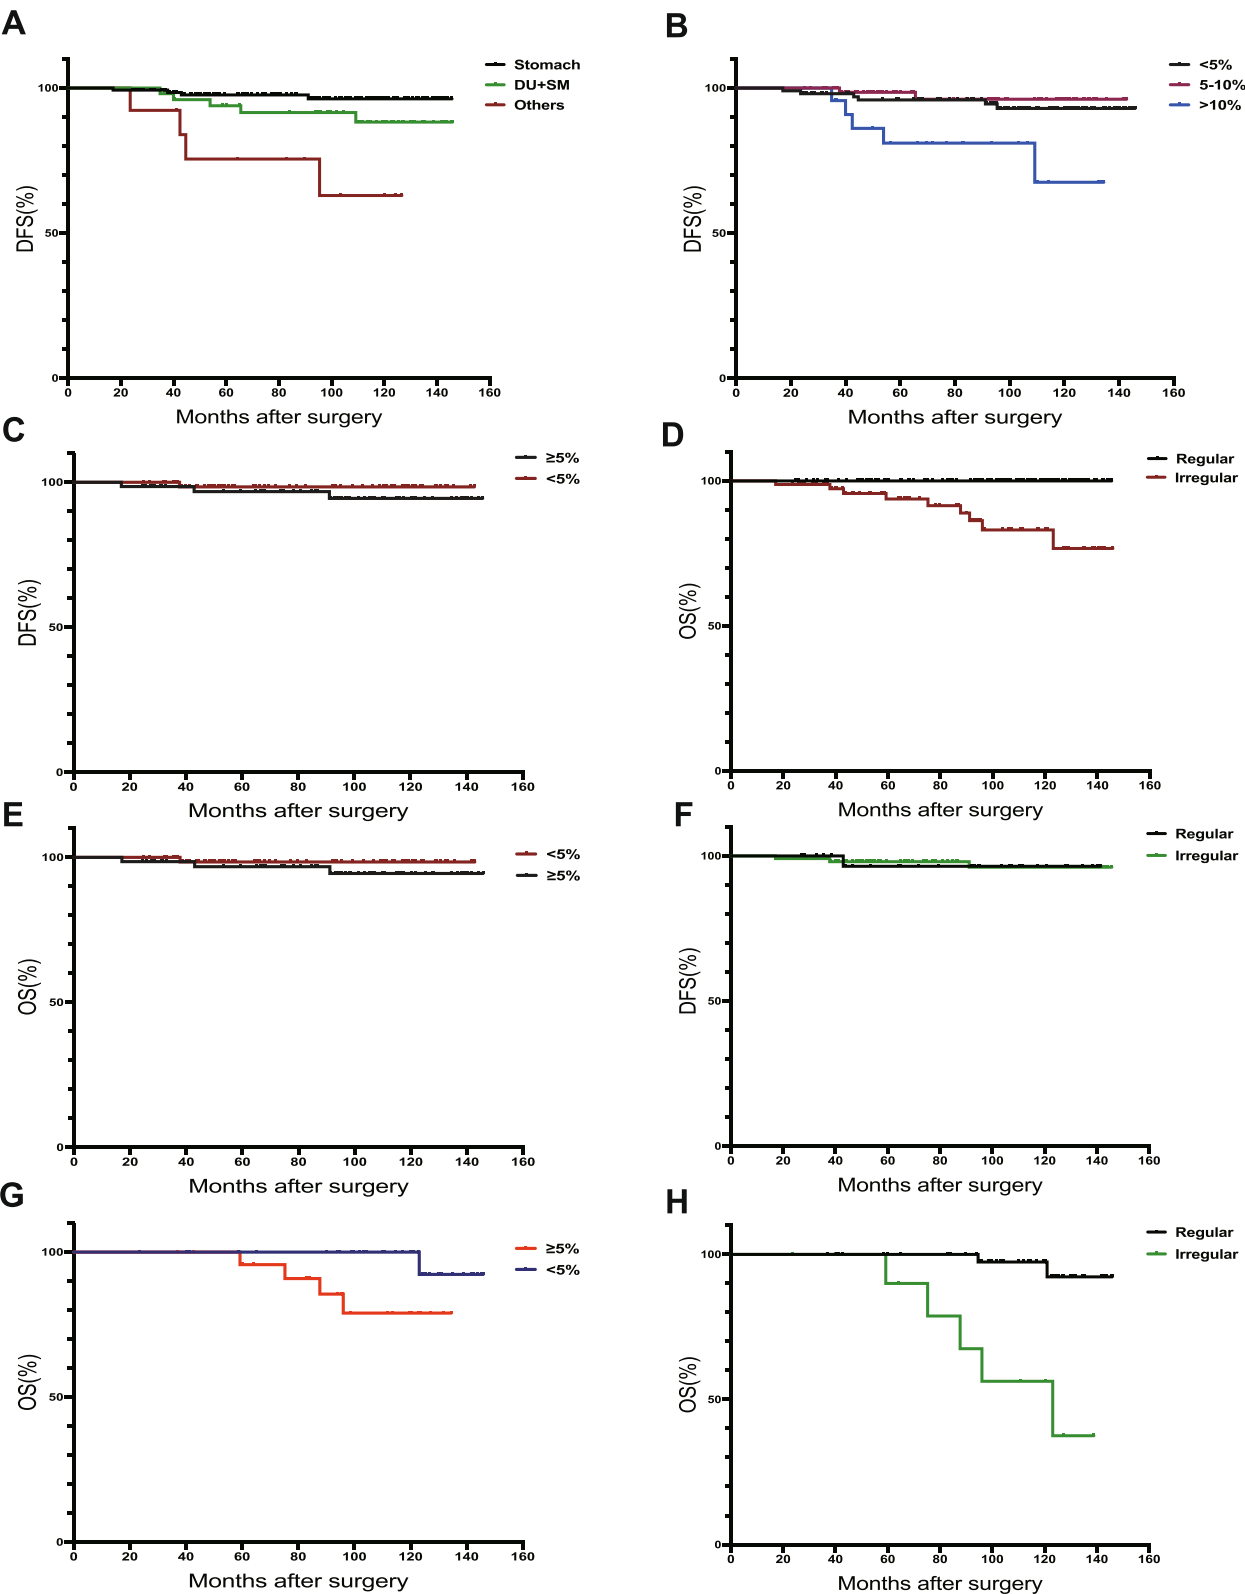 A
Stomach
DU+SM
Others
100
50
0
DFS(%)
0 20 40 60 80 100 120 140 160
Months after surgery
B
<5%
5-10%
>10%
100
50
0
DFS(%)
0 20 40 60 80 100 120 140 160
Months after surgery
C
≥5%
<5%
100
50
0
DFS(%)
0 20 40 60 80 100 120 140 160
Months after surgery
D
Regular
Irregular
100
50
0
OS(%)
0 20 40 60 80 100 120 140 160
Months after surgery
E
<5%
≥5%
100
50
0
OS(%)
0 20 40 60 80 100 120 140 160
Months after surgery
F
Regular
Irregular
100
50
0
DFS(%)
0 20 40 60 80 100 120 140 160
Months after surgery
G
≥5%
<5%
100
50
0
OS(%)
0 20 40 60 80 100 120 140 160
Months after surgery
H
Regular
Irregular
100
50
0
OS(%)
0 20 40 60 80 100 120 140 160
Months after surgery